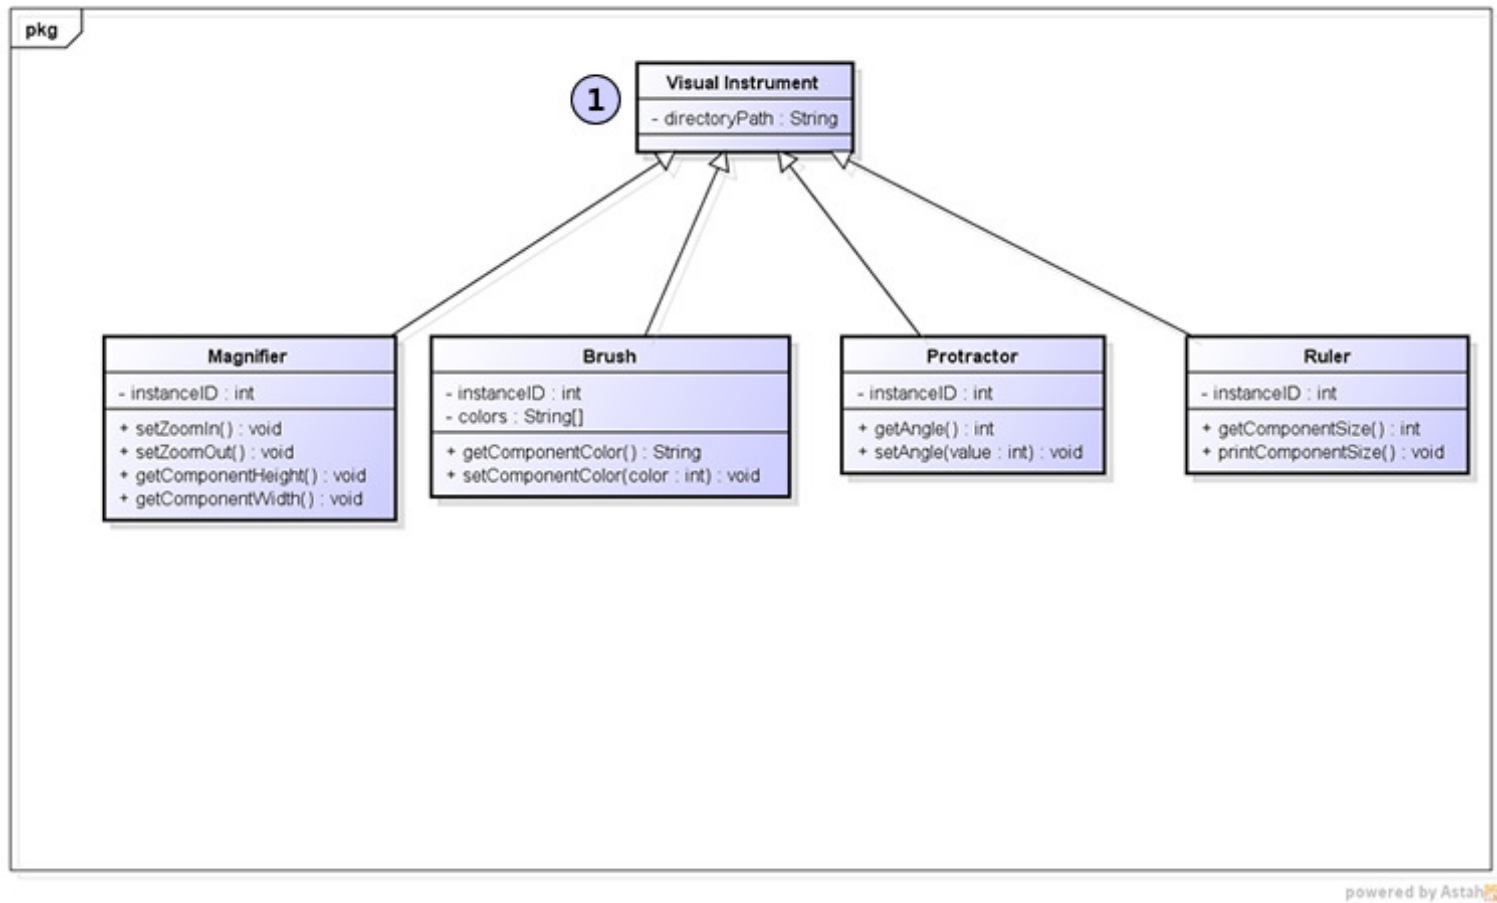 pkg
1
Visual Instrument
- directoryPath : String
Magnifier
- instanceID : int
+ setZoomIn() : void
+ setZoomOut() : void
+ getComponentHeight() : void
+ getComponentWidth() : void
Brush
- instanceID : int
- colors : String[]
+ getComponentColor() : String
+ setComponentColor(color : int) : void
Protractor
- instanceID : int
+ getAngle() : int
+ setAngle(value : int) : void
Ruler
- instanceID : int
+ getComponentSize() : int
+ printComponentSize() : void
powered by Astah